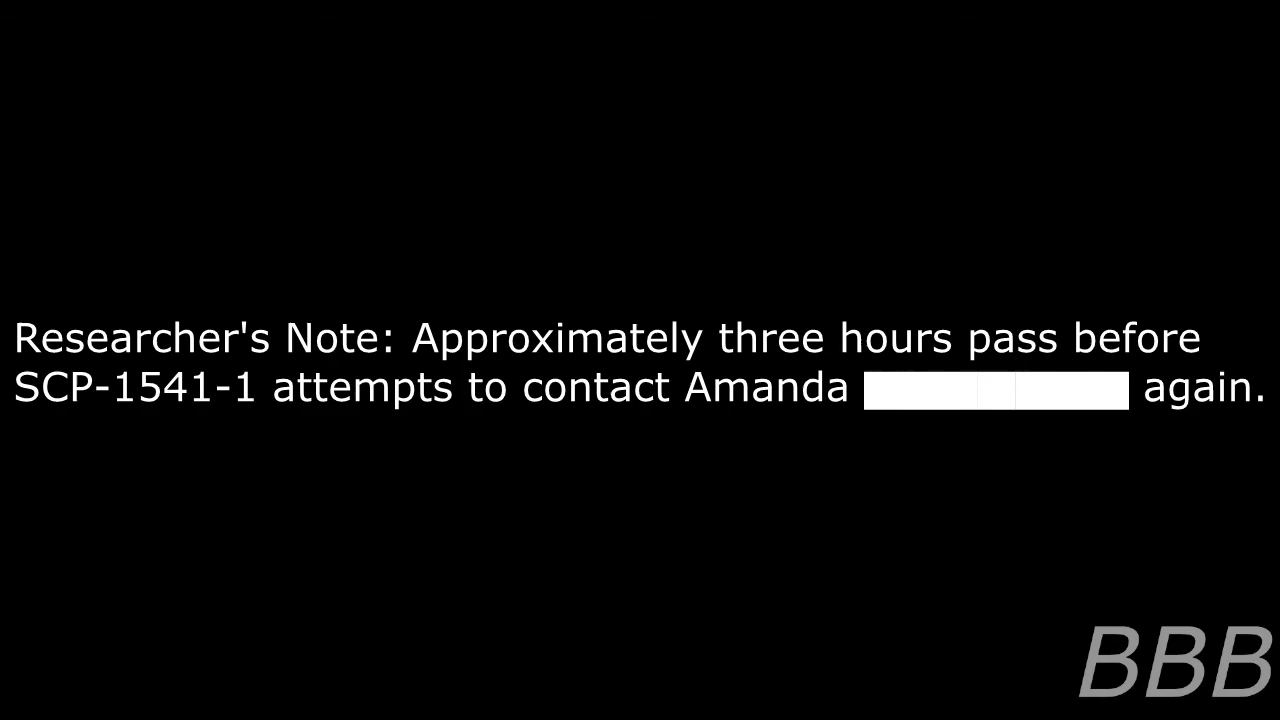 Researcher's Note: Approximately three hours pass before
SCP-1541-1 attempts to contact Amanda ███████ again.
BBB